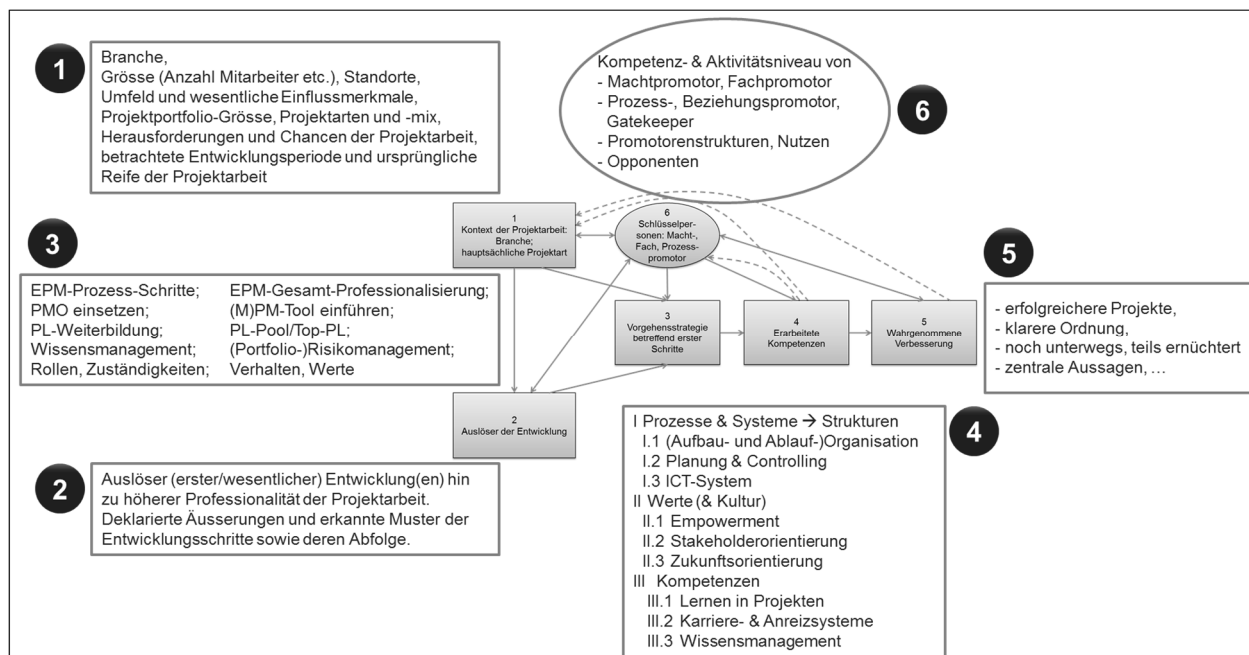 1
Branche,
Grösse (Anzahl Mitarbeiter etc.), Standorte,
Umfeld und wesentliche Einflussmerkmale,
Projektportfolio-Grösse, Projektarten und -mix,
Herausforderungen und Chancen der Projektarbeit,
betrachtete Entwicklungsperiode und ursprüngliche
Reife der Projektarbeit
Kompetenz- & Aktivitätsniveau von
- Machtpromotor, Fachpromotor
- Prozess-, Beziehungspromotor,
Gatekeeper
- Promotorenstrukturen, Nutzen
- Opponenten
6
1
Kontext der Projektarbeit:
Branche;
hauptsächliche Projektart
6
Schlüsselper-
sonen: Macht-,
Fach, Prozess-
promotor
3
EPM-Prozess-Schritte; EPM-Gesamt-Professionalisierung;
PMO einsetzen; (M)PM-Tool einführen;
PL-Weiterbildung; PL-Pool/Top-PL;
Wissensmanagement; (Portfolio-)Risikomanagement;
Rollen, Zuständigkeiten; Verhalten, Werte
3
Vorgehensstrategie
betreffend erster
Schritte
4
Erarbeitete
Kompetenzen
5
Wahrgenommene
Verbesserung
5
- erfolgreichere Projekte,
- klarere Ordnung,
- noch unterwegs, teils ernüchtert
- zentrale Aussagen, …
2
Auslöser der Entwicklung
2
Auslöser (erster/wesentlicher) Entwicklung(en) hin
zu höherer Professionalität der Projektarbeit.
Deklarierte Äusserungen und erkannte Muster der
Entwicklungsschritte sowie deren Abfolge.
4
I Prozesse & Systeme → Strukturen
I.1 (Aufbau- und Ablauf-)Organisation
I.2 Planung & Controlling
I.3 ICT-System
II Werte (& Kultur)
II.1 Empowerment
II.2 Stakeholderorientierung
II.3 Zukunftsorientierung
III Kompetenzen
III.1 Lernen in Projekten
III.2 Karriere- & Anreizsysteme
III.3 Wissensmanagement